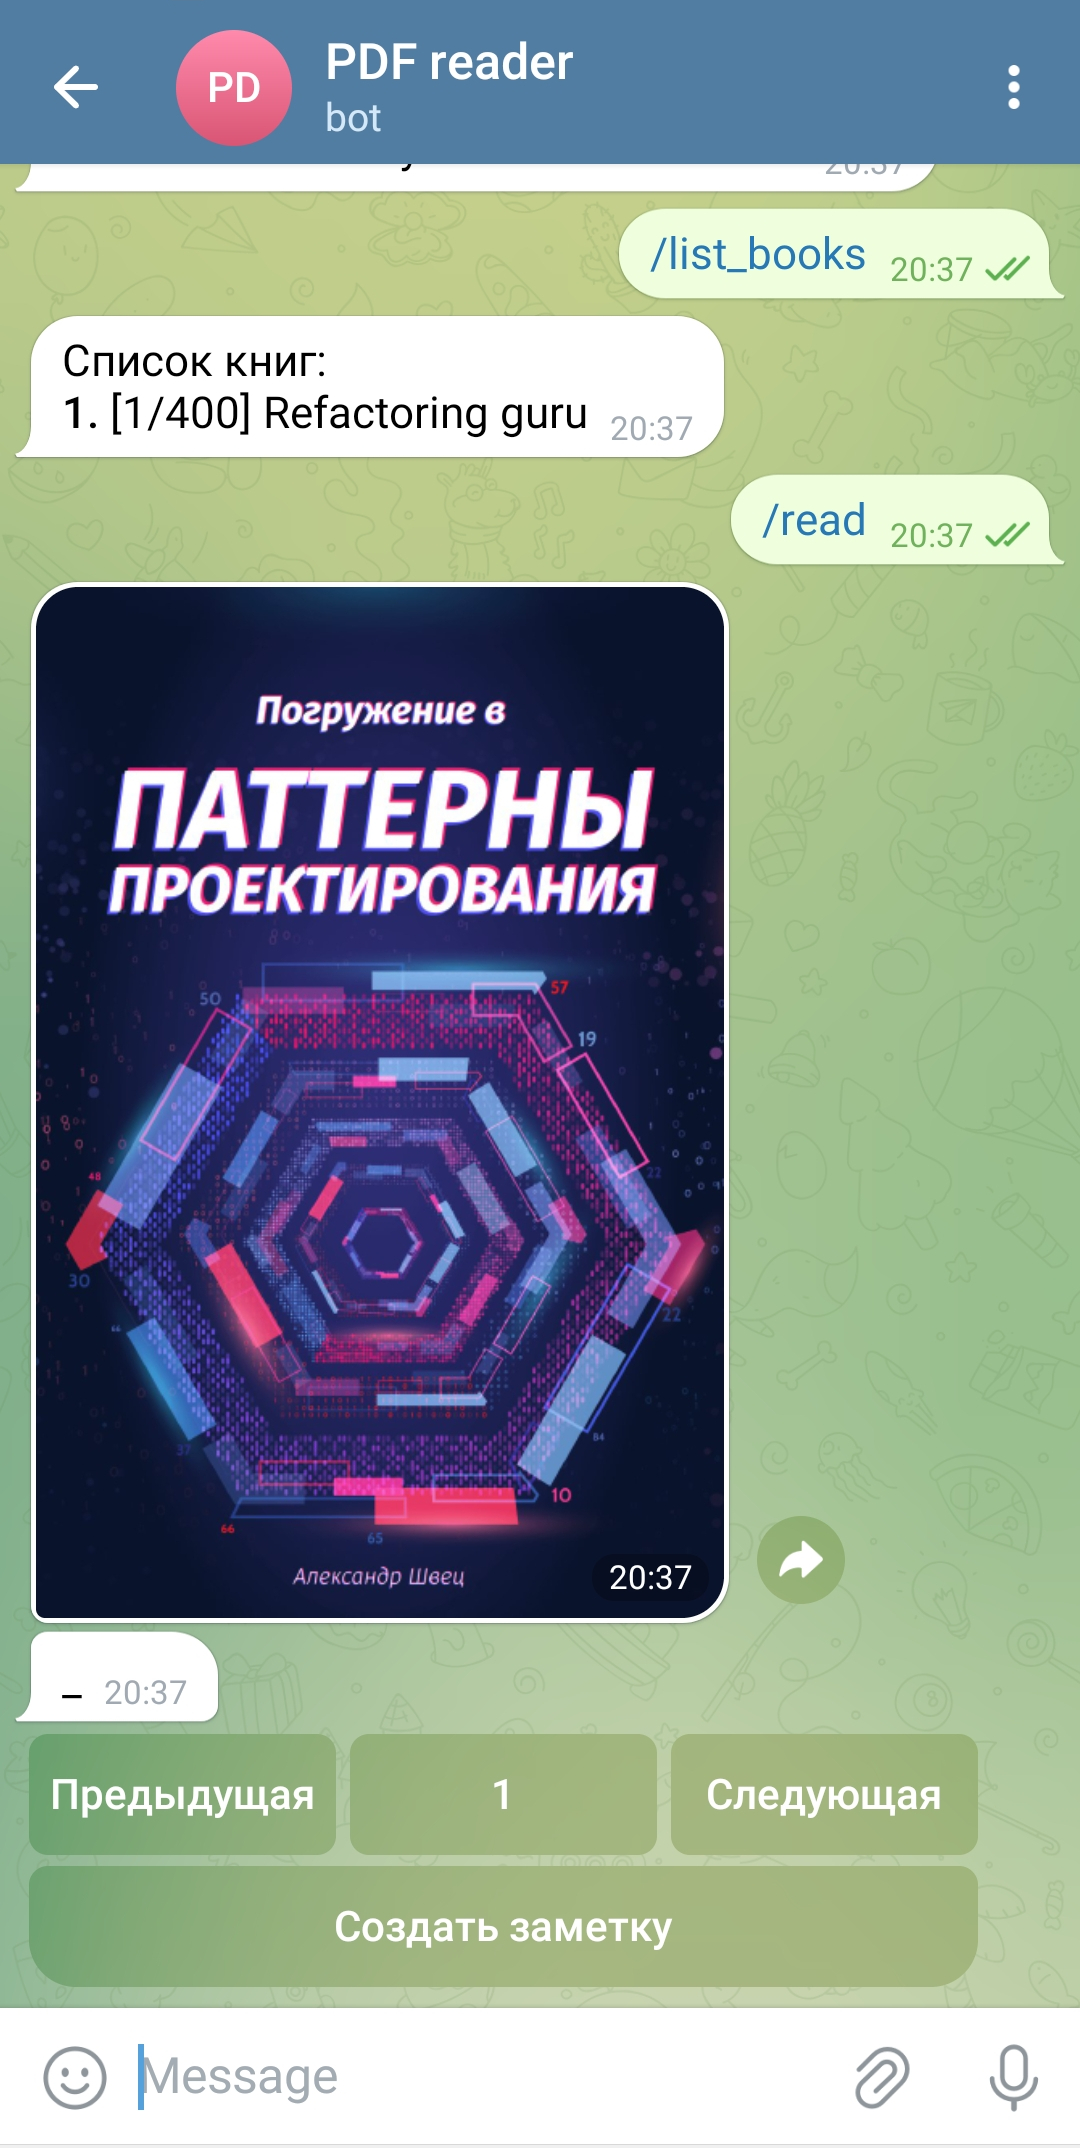 PD
PDF reader
bot
20:37
/list_books 20:37
Список книг:
1. [1/400] Refactoring guru 20:37
/read 20:37
Погружение в
ПАТТЕРНЫ
ПРОЕКТИРОВАНИЯ
50
57
19
22
48
30
22
37
84
10
66
65
Александр Швец
20:37
– 20:37
Предыдущая 1 Следующая
Создать заметку
Message